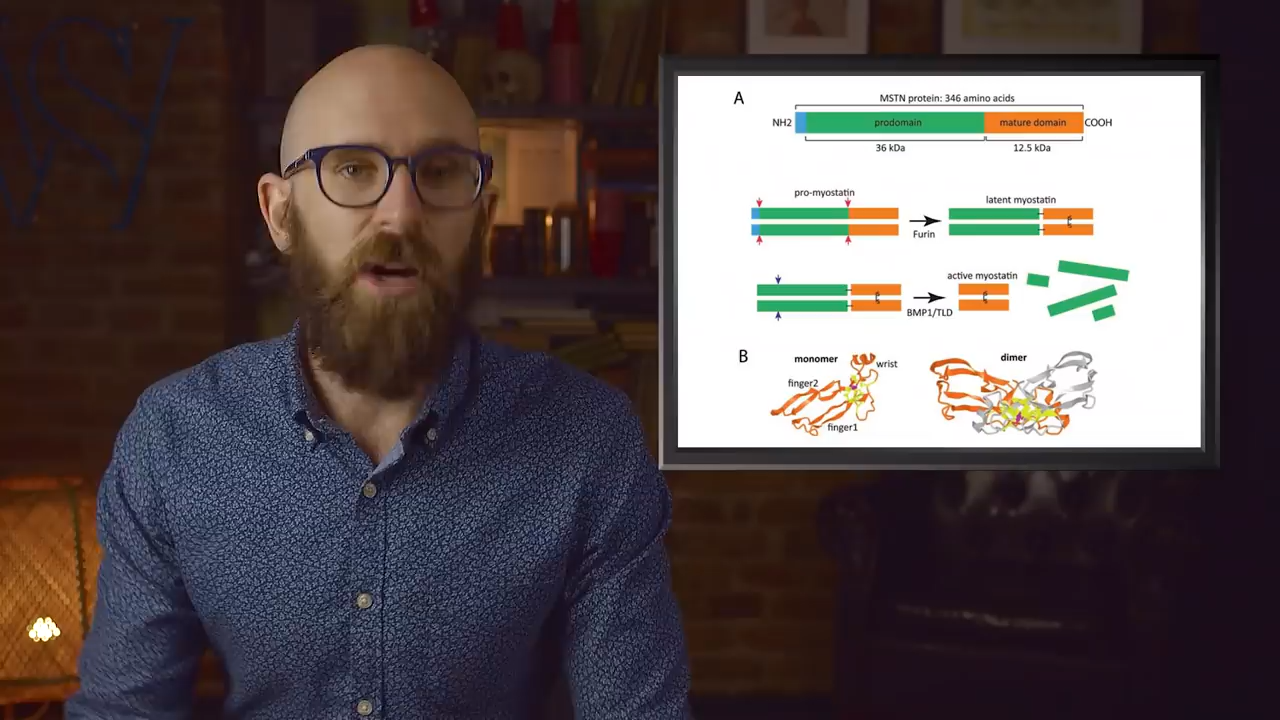 A
MSTN protein: 346 amino acids
NH2 prodomain mature domain COOH
36 kDa 12.5 kDa
pro-myostatin
latent myostatin
Furin
active myostatin
BMP1/TLD
B
monomer
wrist
finger2
finger1
dimer